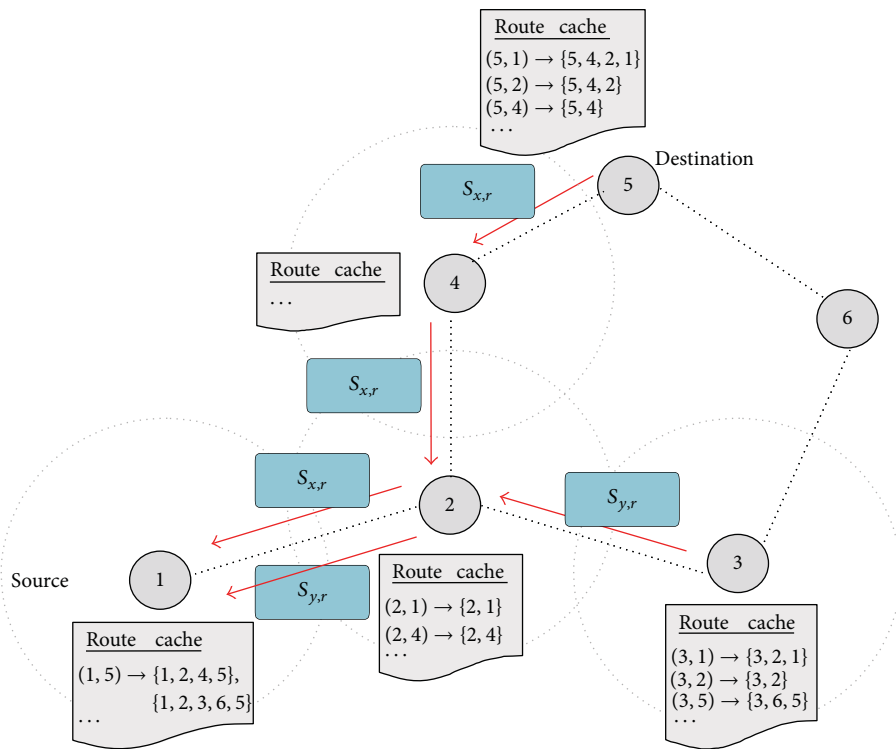 Route cache
(5, 1) → {5, 4, 2, 1}
(5, 2) → {5, 4, 2}
(5, 4) → {5, 4}
...
Destination
5
S_{x,r}
Route cache
...
4
6
S_{x,r}
S_{x,r}
2
S_{y,r}
3
Source
1
S_{y,r}
Route cache
(2, 1) → {2, 1}
(2, 4) → {2, 4}
...
Route cache
(1, 5) → {1, 2, 4, 5},
{1, 2, 3, 6, 5}
...
Route cache
(3, 1) → {3, 2, 1}
(3, 2) → {3, 2}
(3, 5) → {3, 6, 5}
...